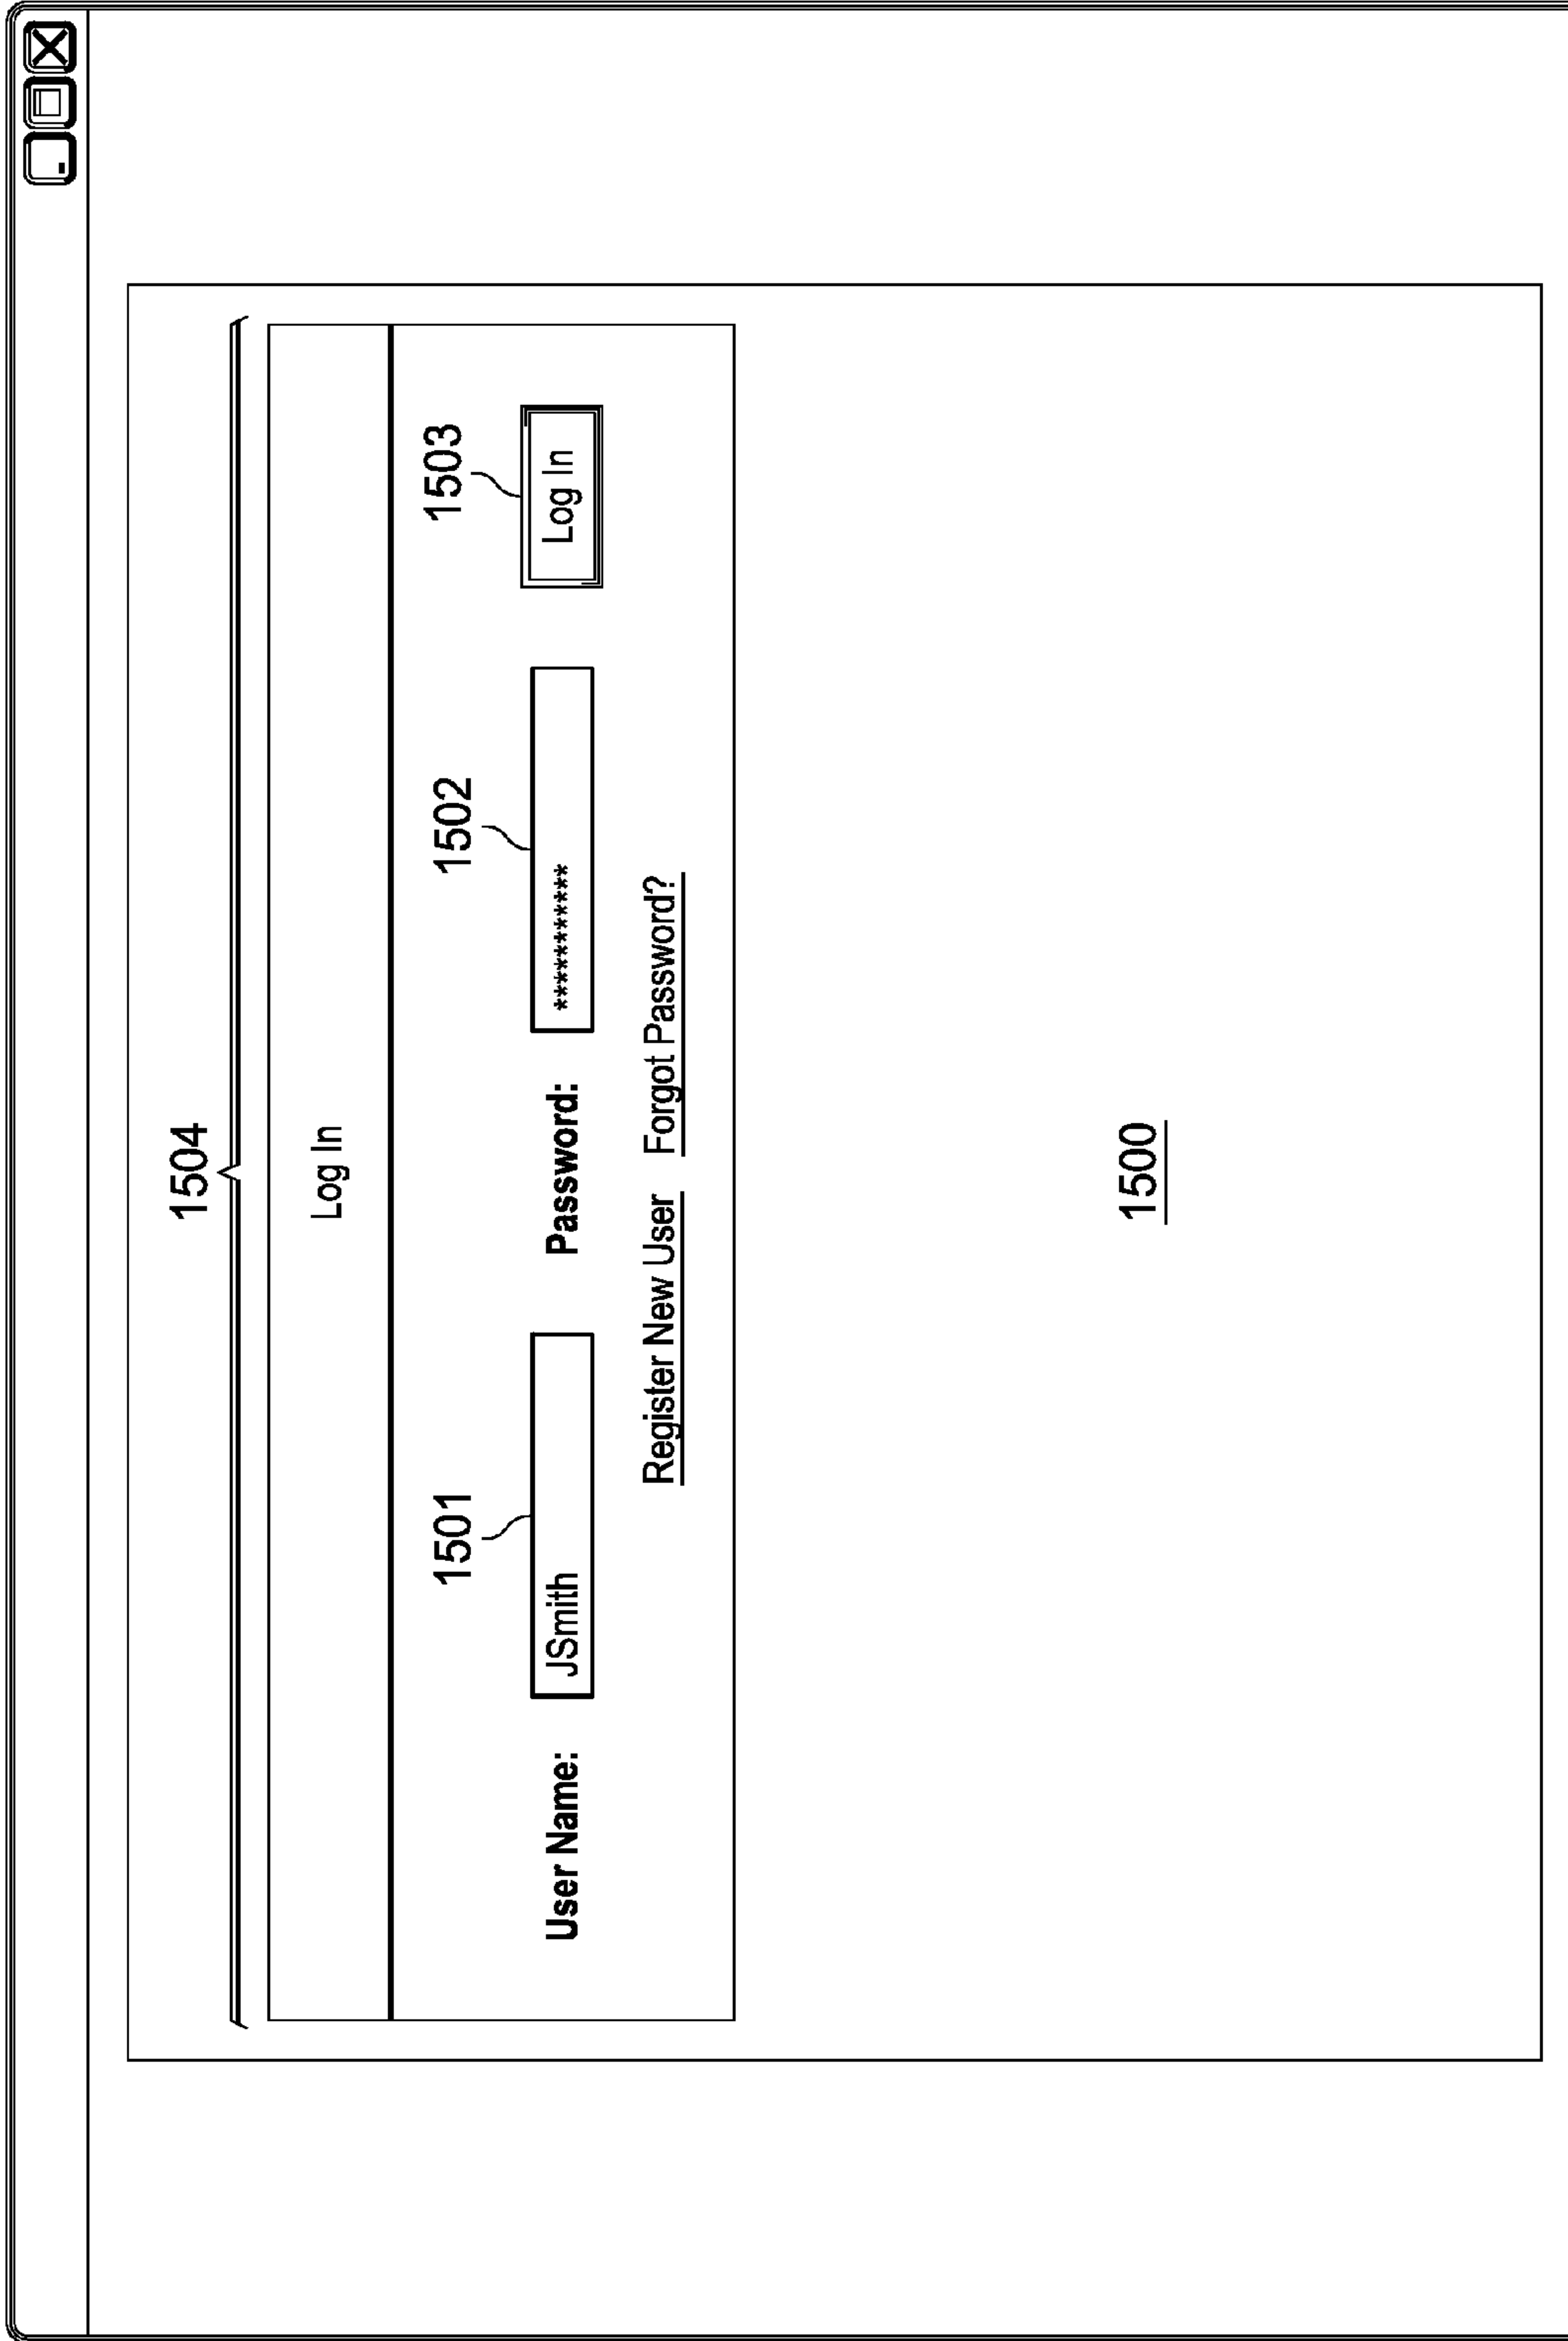 1504
Log In
1501
1502
1503
User Name:
JSmith
Password:
**********
Log In
Register New User
Forgot Password?
1500